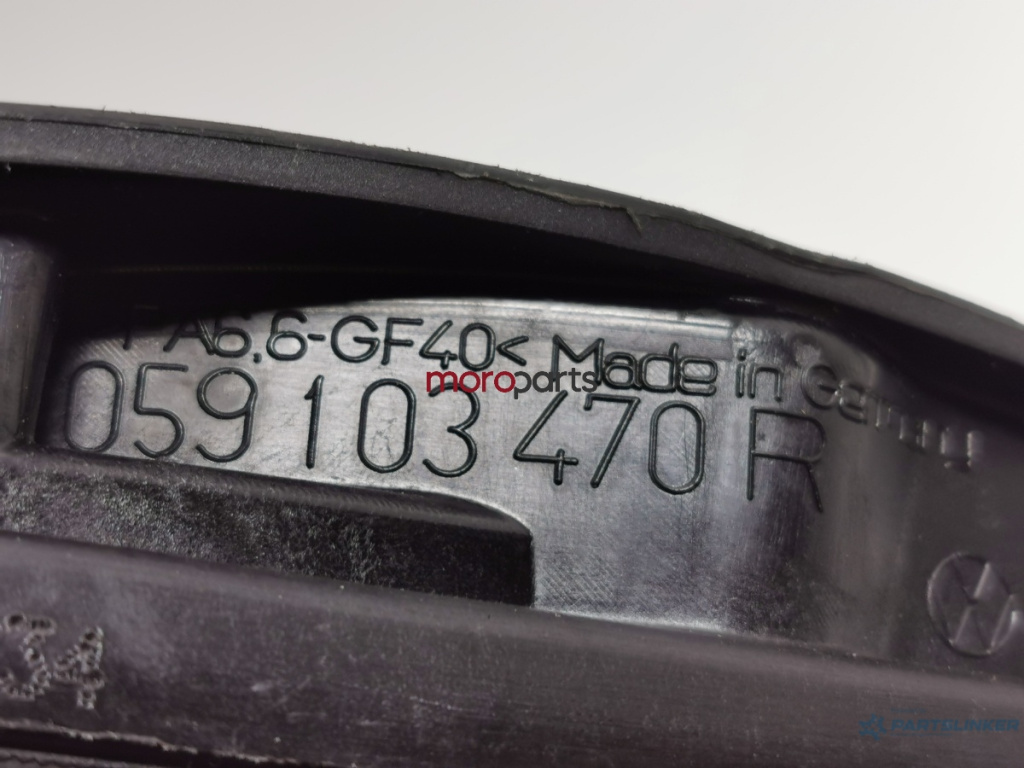 PA6,6-GF40< Made in Germany
moroparts
059 103 470 R
PARTSLINKER